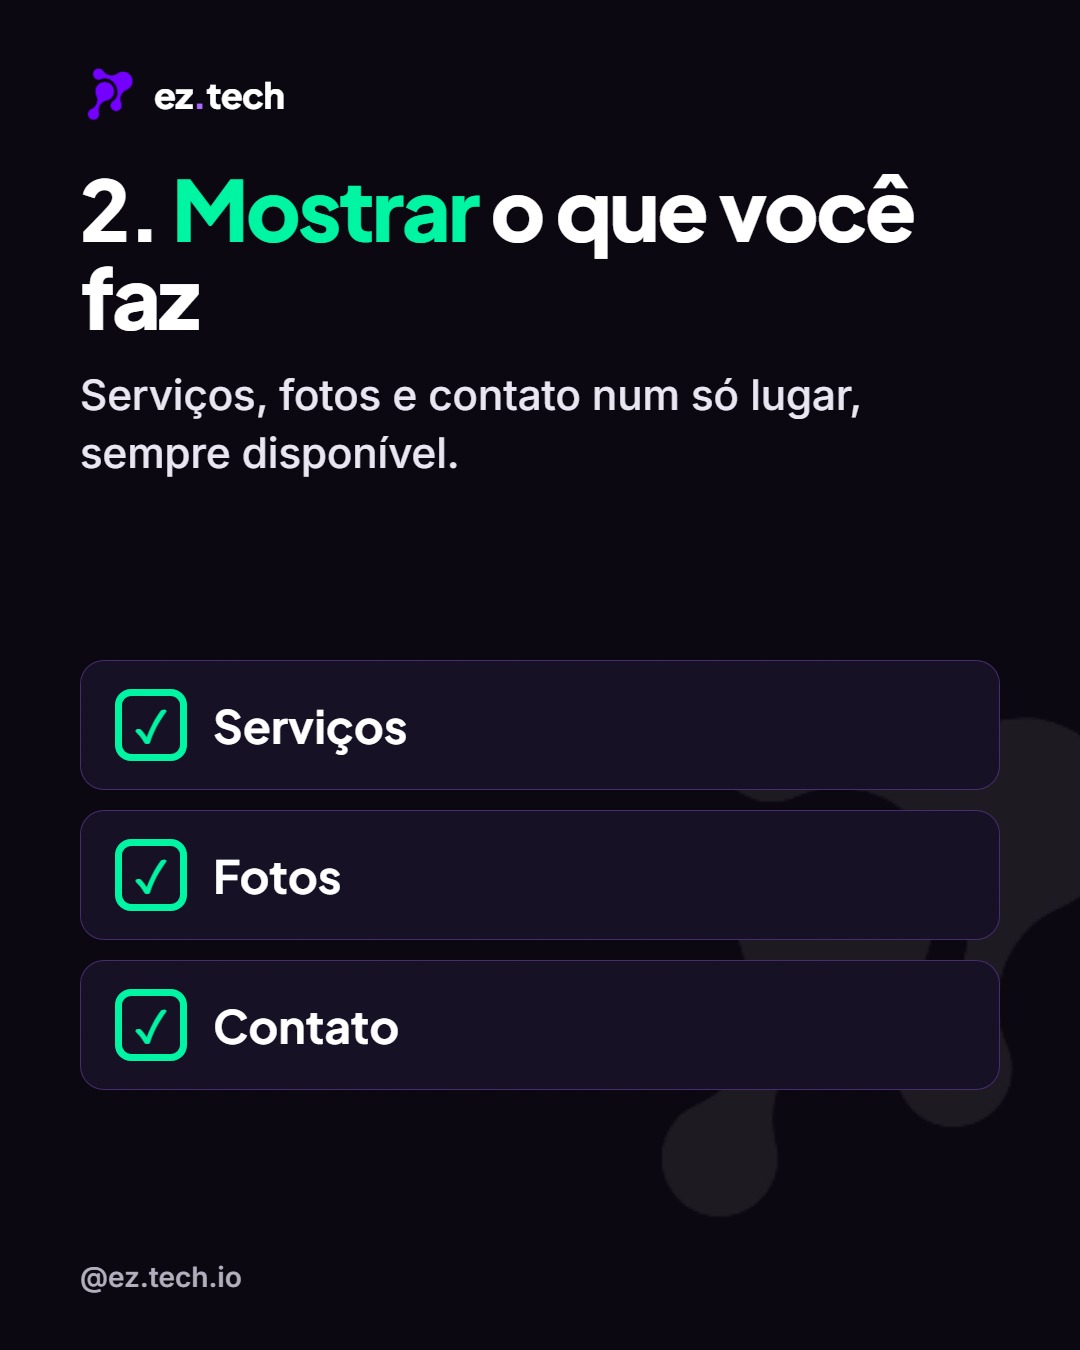 ez.tech
2. Mostrar o que você
faz
Serviços, fotos e contato num só lugar,
sempre disponível.
✓ Serviços
✓ Fotos
✓ Contato
@ez.tech.io